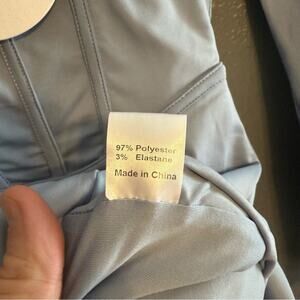 97% Polyester
3% Elastane
Made in China